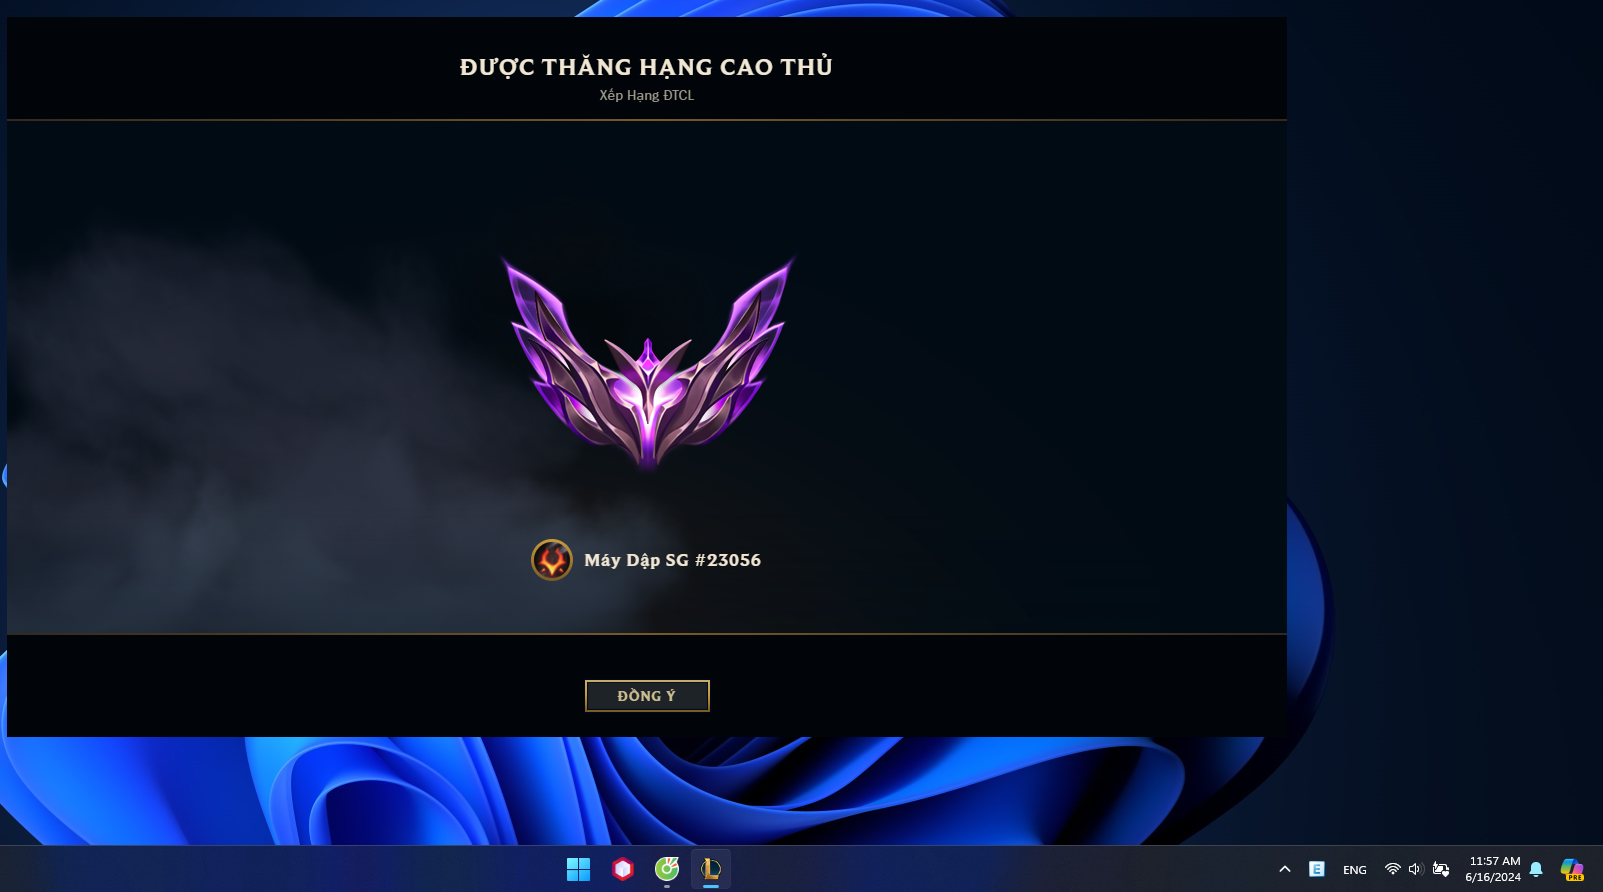 ĐƯỢC THĂNG HẠNG CAO THỦ
Xếp Hạng ĐTCL
Máy Dập SG #23056
ĐỒNG Ý
ENG
11:57 AM
6/16/2024
PRE